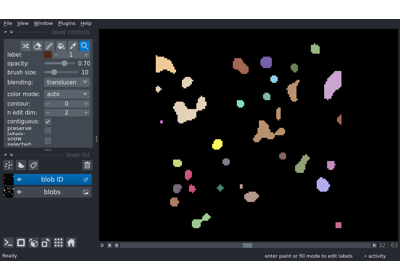 File View Window Plugins Help
layer controls
label: 1
opacity: 0.70
brush size: 10
blending: translucen
color mode: auto
contour: 0
n edit dim: 2
contiguous: ✓
preserve
labels:
show
selected:
layer list
blob ID
blobs
32 63
Ready
enter paint or fill mode to edit labels
activity